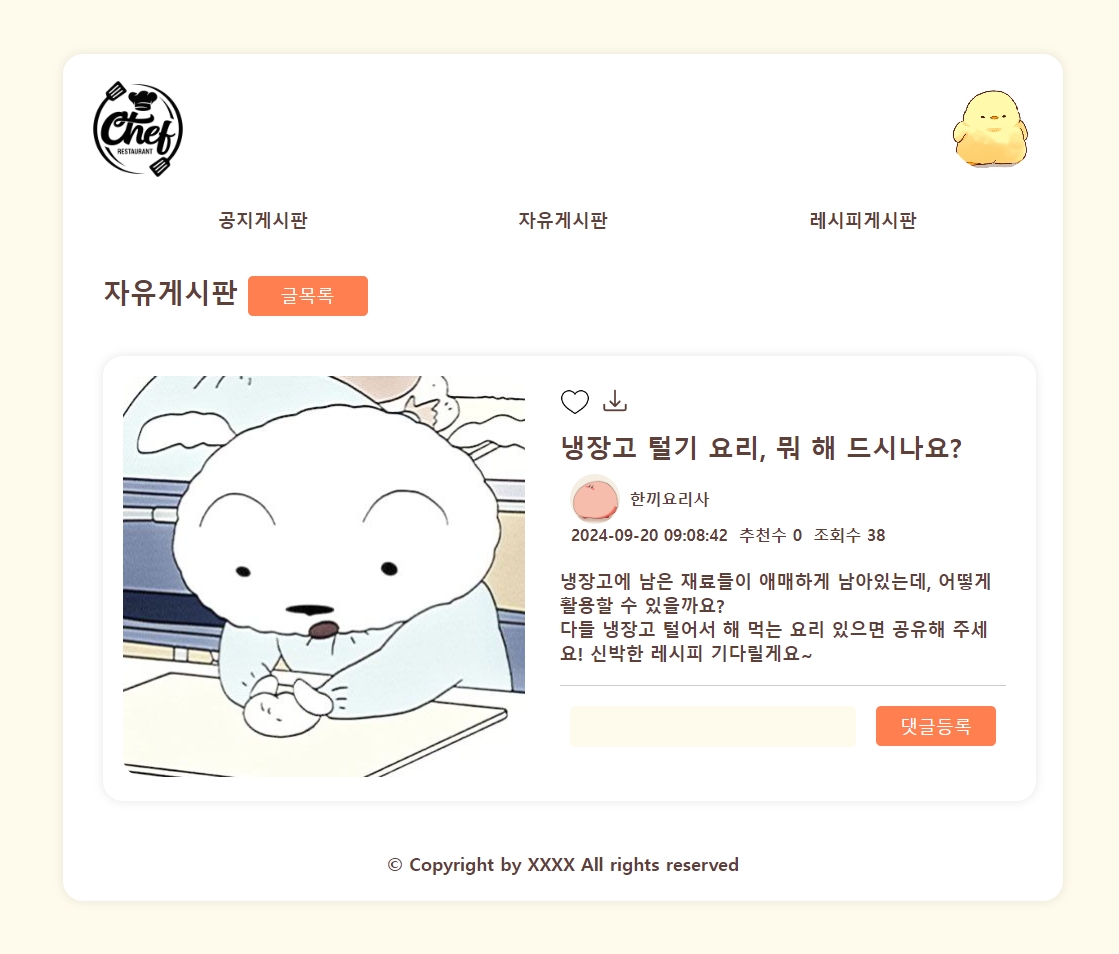 Chef
RESTAURANT
공지게시판 자유게시판 레시피게시판
자유게시판 글목록
냉장고 털기 요리, 뭐 해 드시나요?
한끼요리사
2024-09-20 09:08:42 추천수 0 조회수 38
냉장고에 남은 재료들이 애매하게 남아있는데, 어떻게
활용할 수 있을까요?
다들 냉장고 털어서 해 먹는 요리 있으면 공유해 주세
요! 신박한 레시피 기다릴게요~
댓글등록
© Copyright by XXXX All rights reserved